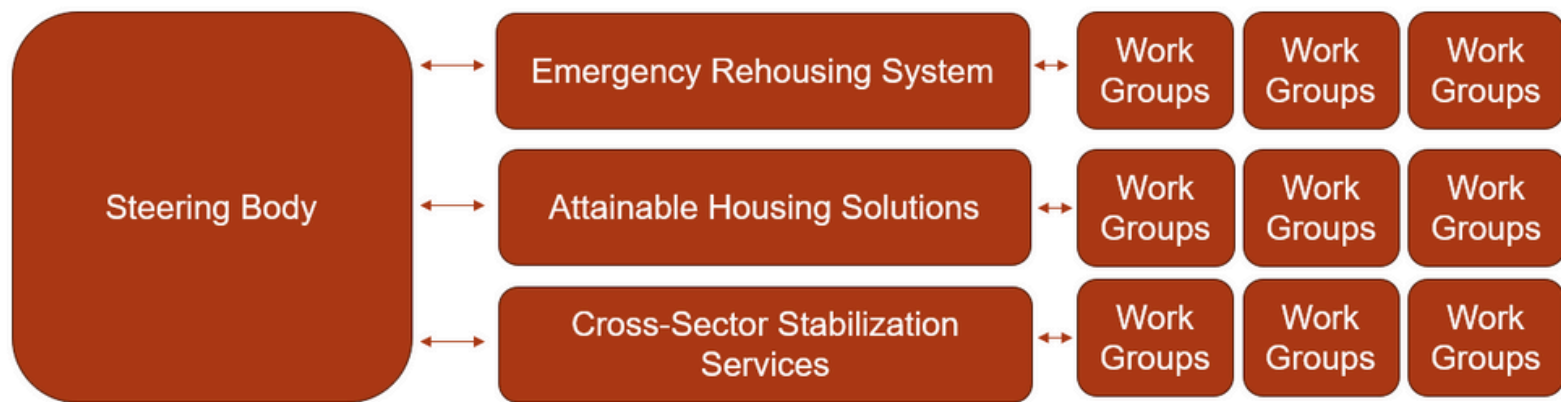 Steering Body
Emergency Rehousing System
Work
Groups
Work
Groups
Work
Groups
Attainable Housing Solutions
Work
Groups
Work
Groups
Work
Groups
Cross-Sector Stabilization
Services
Work
Groups
Work
Groups
Work
Groups